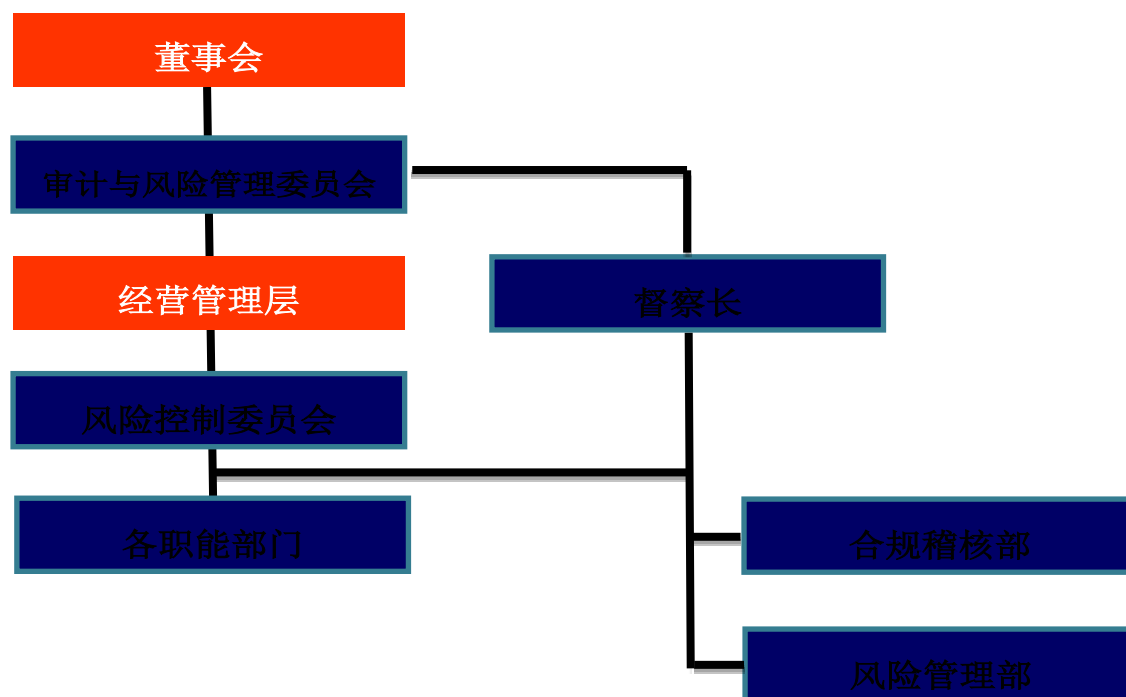 董事会
审计与风险管理委员会
经营管理层
督察长
风险控制委员会
各职能部门
合规稽核部
风险管理部